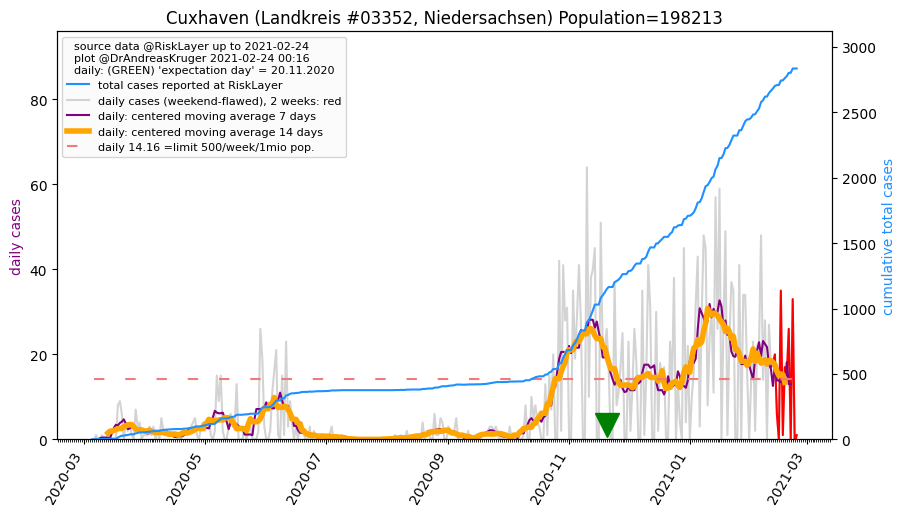 Cuxhaven (Landkreis #03352, Niedersachsen) Population=198213
source data @RiskLayer up to 2021-02-24
plot @DrAndreasKruger 2021-02-24 00:16
daily: (GREEN) 'expectation day' = 20.11.2020
total cases reported at RiskLayer
daily cases (weekend-flawed), 2 weeks: red
daily: centered moving average 7 days
daily: centered moving average 14 days
daily 14.16 =limit 500/week/1mio pop.
daily cases
80
60
40
20
0
3000
2500
2000
1500
1000
500
0
cumulative total cases
2020-03
2020-05
2020-07
2020-09
2020-11
2021-01
2021-03